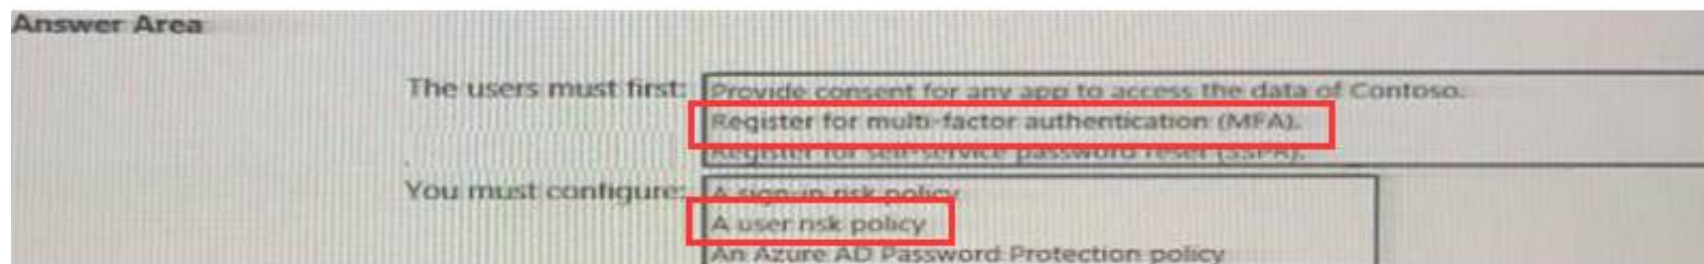 Answer Area
The users must first: Provide consent for any app to access the data of Contoso.
Register for multi-factor authentication (MFA).
Register for self-service password reset (SSPR).
You must configure: A sign-in risk policy
A user risk policy
An Azure AD Password Protection policy